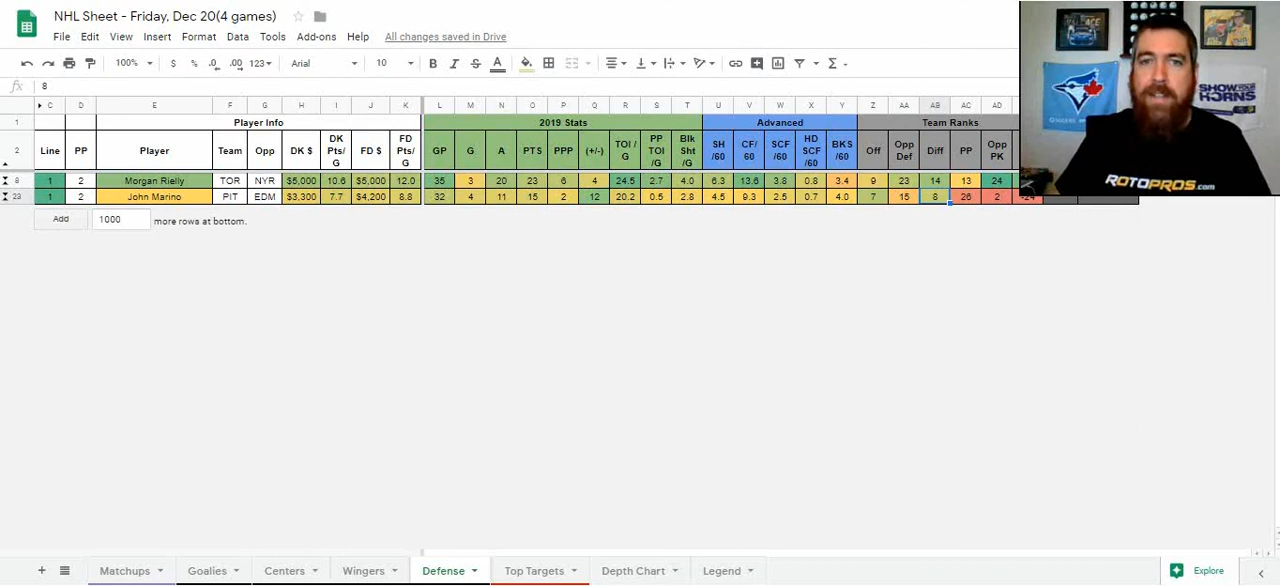 NHL Sheet - Friday, Dec 20(4 games)
File Edit View Insert Format Data Tools Add-ons Help All changes saved in Drive
100% $ % .0 .00 123 Arial 10 B I S A
fx 8
C D E F G H I J K L M N O P Q R S T U V W X Y Z AA AB AC AD
1 Player Info 2019 Stats Advanced Team Ranks
2 Line PP Player Team Opp DK $ DK Pts/ G FD $ FD Pts/ G GP G A PTS PPP (+/-) TOI / G PP TOI /G Blk Sht /G SH /60 CF/ 60 SCF /60 HD SCF /60 BKS /60 Off Opp Def Diff PP Opp PK
8 1 2 Morgan Rielly TOR NYR $5,000 10.6 $5,000 12.0 35 3 20 23 6 4 24.5 2.7 4.0 6.3 13.6 3.8 0.8 3.4 9 23 14 13 24
23 1 2 John Marino PIT EDM $3,300 7.7 $4,200 8.8 32 4 11 15 2 12 20.2 0.5 2.8 4.5 9.3 2.5 0.7 4.0 7 15 8 26 2 -24
Add 1000 more rows at bottom.
SHOW YOUR HORNS
ROTOPROS.com
+ Matchups Goalies Centers Wingers Defense Top Targets Depth Chart Legend Explore